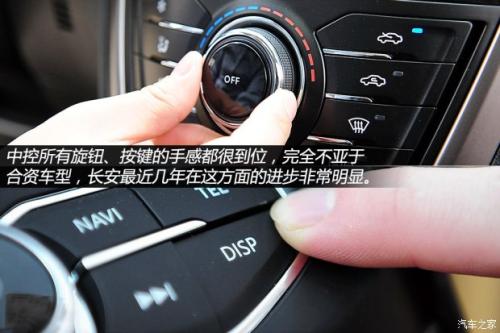 OFF
中控所有旋钮、按键的手感都很到位，完全不亚于
合资车型，长安最近几年在这方面的进步非常明显。
NAVI
TEL
DISP
汽车之家